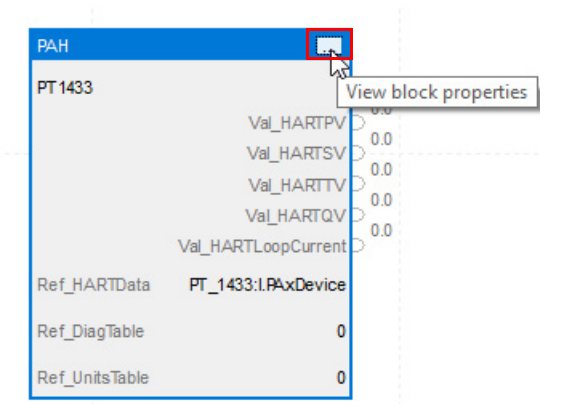 PAH ...
PT1433
View block properties
Val_HARTPV 0.0
Val_HARTSV 0.0
Val_HARTTV 0.0
Val_HARTQV 0.0
Val_HARTLoopCurrent 0.0
Ref_HARTData PT_1433:I.PAxDevice
Ref_DiagTable 0
Ref_UnitsTable 0